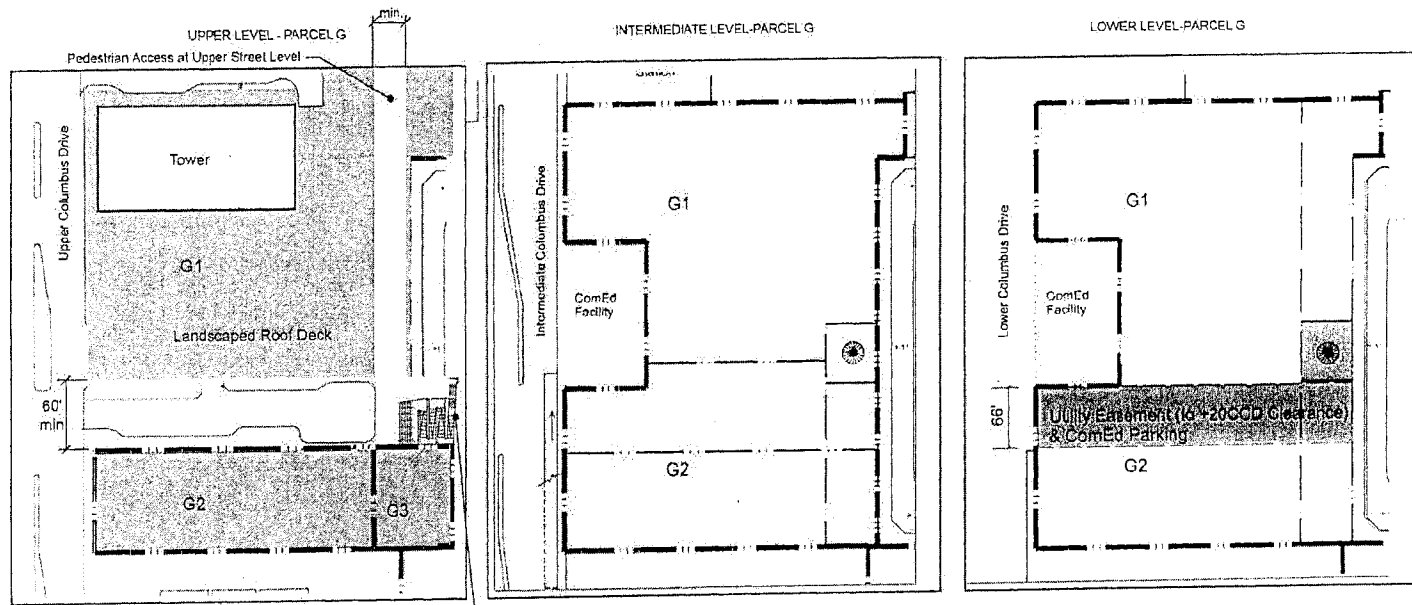 min.
UPPER LEVEL - PARCEL G
Pedestrian Access at Upper Street Level
Upper Columbus Drive
Tower
G1
Landscaped Roof Deck
60'
min
G2
G3
INTERMEDIATE LEVEL-PARCEL G
Intermediate Columbus Drive
G1
ComEd
Facility
G2
LOWER LEVEL-PARCEL G
Lower Columbus Drive
G1
ComEd
Facility
66'
Utility Easement (to +20CCD Clearance)
& ComEd Parking
G2